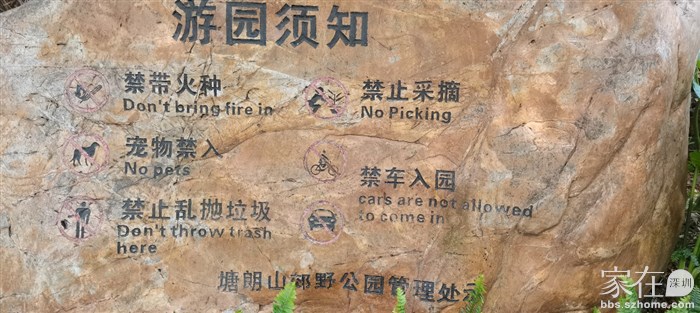 游园须知
禁带火种
Don't bring fire in
禁止采摘
No Picking
宠物禁入
No pets
禁车入园
cars are not allowed
to come in
禁止乱抛垃圾
Don't throw trash
here
塘朗山郊野公园管理处示
家在深圳
bbs.szhome.com